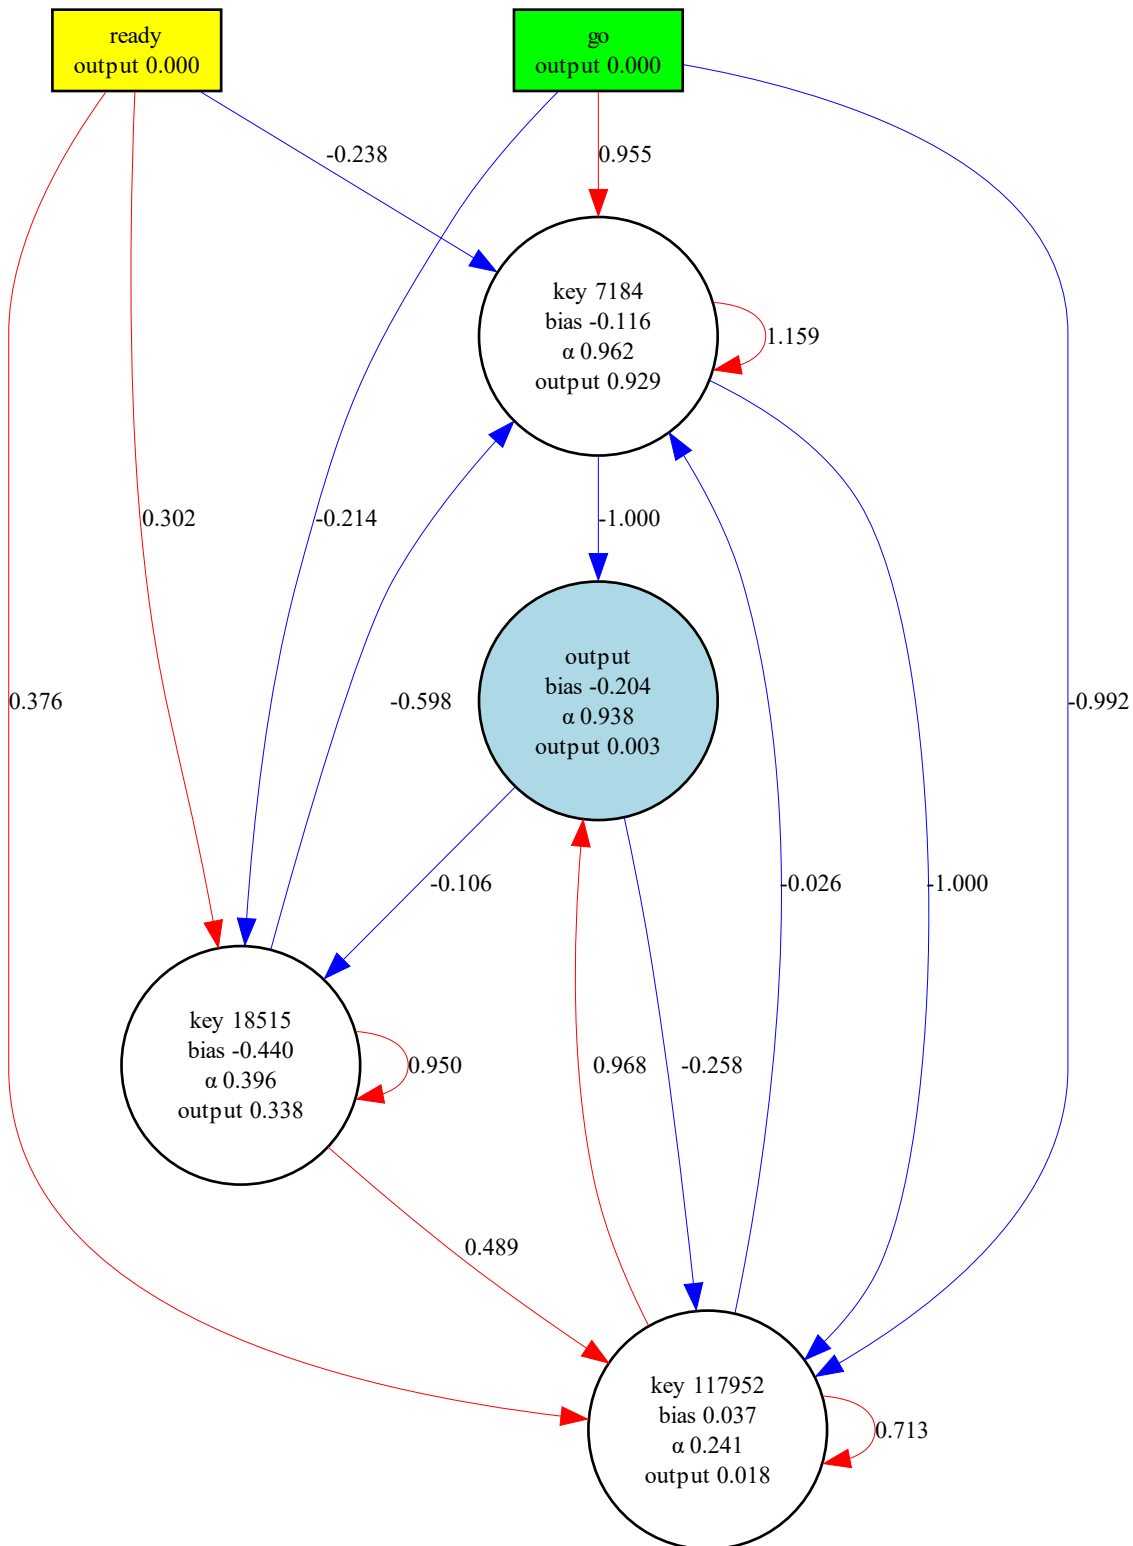 ready
output 0.000
go
output 0.000
-0.238
0.955
key 7184
bias -0.116
α 0.962
output 0.929
1.159
0.302
-0.214
-1.000
output
bias -0.204
α 0.938
output 0.003
0.376
-0.598
-0.992
-0.106
-0.026
-1.000
key 18515
bias -0.440
α 0.396
output 0.338
0.950
0.968
-0.258
0.489
key 117952
bias 0.037
α 0.241
output 0.018
0.713